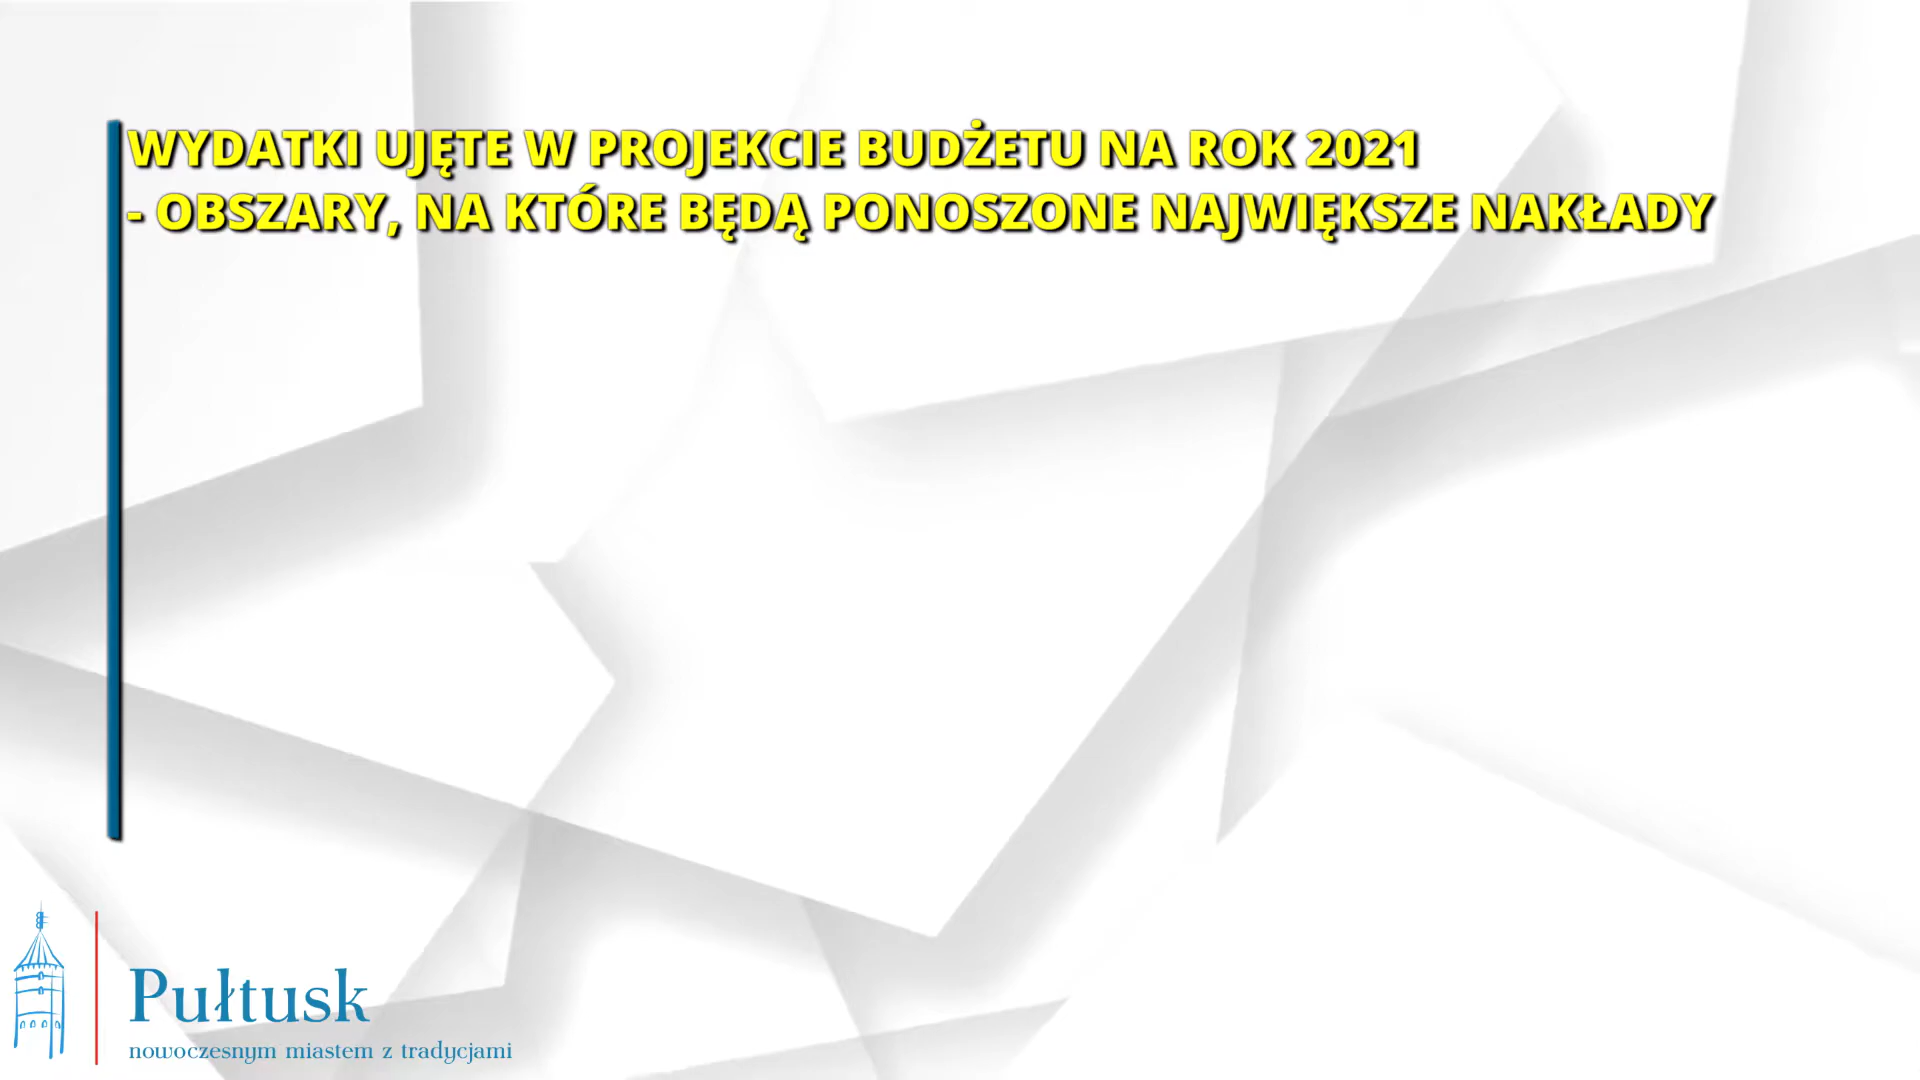 WYDATKI UJĘTE W PROJEKCIE BUDŻETU NA ROK 2021
- OBSZARY, NA KTÓRE BĘDĄ PONOSZONE NAJWIĘKSZE NAKŁADY
Pułtusk
nowoczesnym miastem z tradycjami